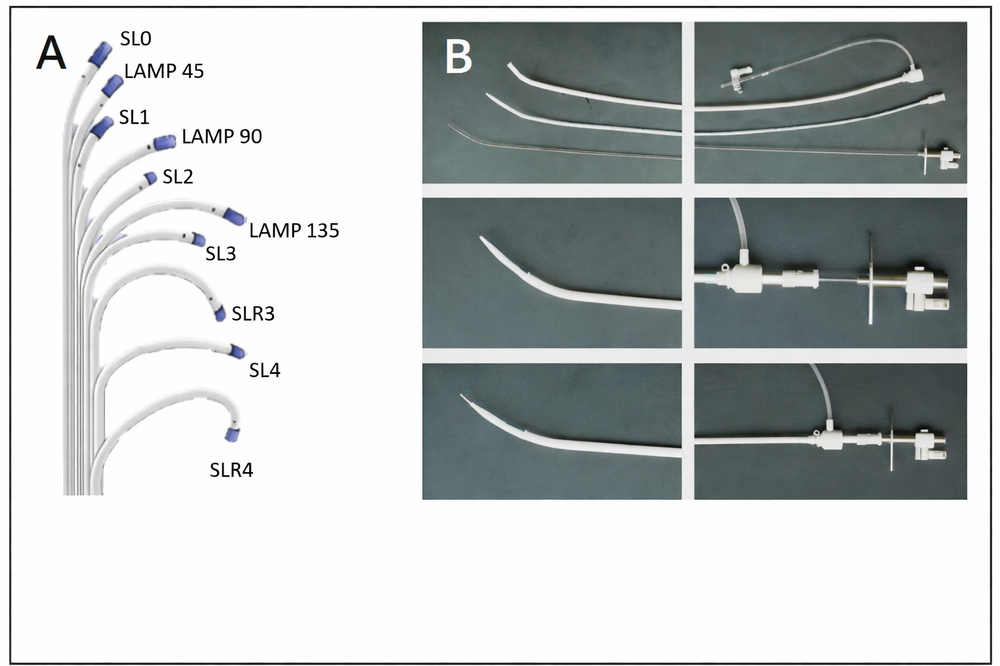 A
SL0
LAMP 45
SL1
LAMP 90
SL2
LAMP 135
SL3
SLR3
SL4
SLR4
B